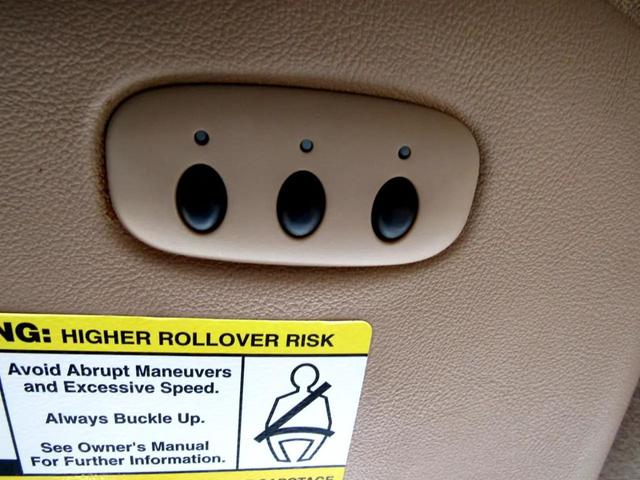 NG: HIGHER ROLLOVER RISK
Avoid Abrupt Maneuvers
and Excessive Speed.
Always Buckle Up.
See Owner's Manual
For Further Information.